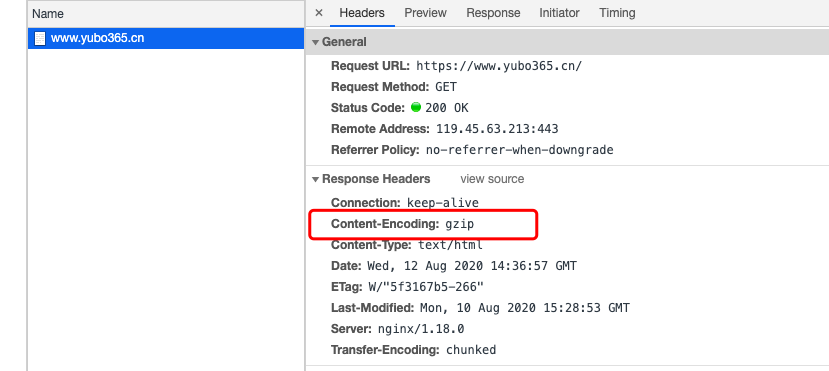 Name
www.yubo365.cn
× Headers Preview Response Initiator Timing
▼ General
Request URL: https://www.yubo365.cn/
Request Method: GET
Status Code: 200 OK
Remote Address: 119.45.63.213:443
Referrer Policy: no-referrer-when-downgrade
▼ Response Headers view source
Connection: keep-alive
Content-Encoding: gzip
Content-Type: text/html
Date: Wed, 12 Aug 2020 14:36:57 GMT
ETag: W/"5f3167b5-266"
Last-Modified: Mon, 10 Aug 2020 15:28:53 GMT
Server: nginx/1.18.0
Transfer-Encoding: chunked